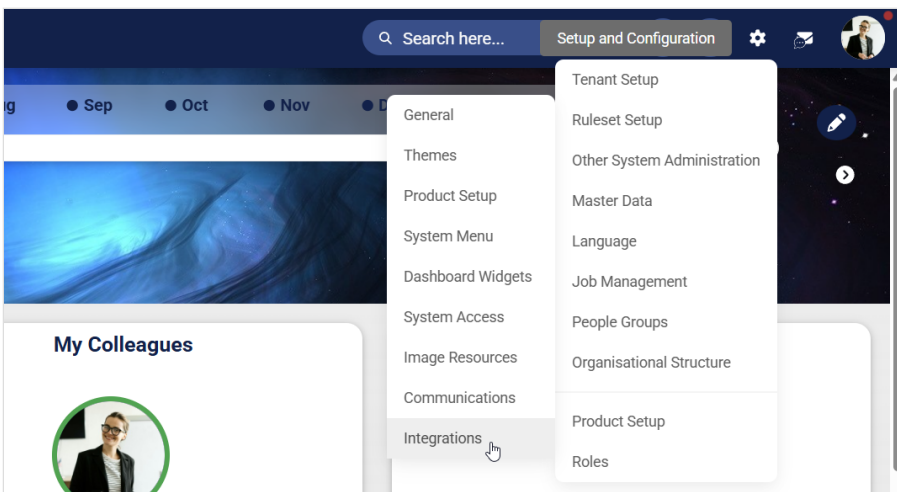 Search here...
Setup and Configuration
Sep
Oct
Nov
General
Themes
Product Setup
System Menu
Dashboard Widgets
System Access
Image Resources
Communications
Integrations
Tenant Setup
Ruleset Setup
Other System Administration
Master Data
Language
Job Management
People Groups
Organisational Structure
Product Setup
Roles
My Colleagues